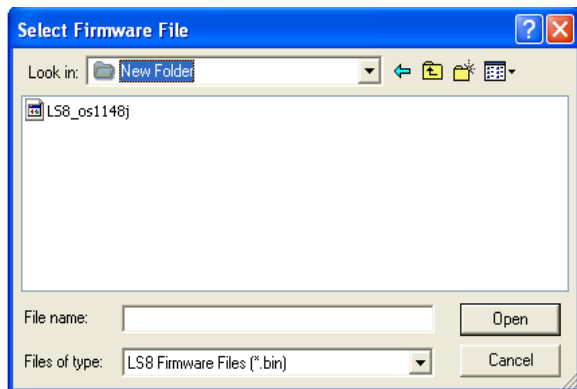 Select Firmware File
Look in: New Folder
LS8_os1148j
File name: Open
Files of type: LS8 Firmware Files (*.bin) Cancel